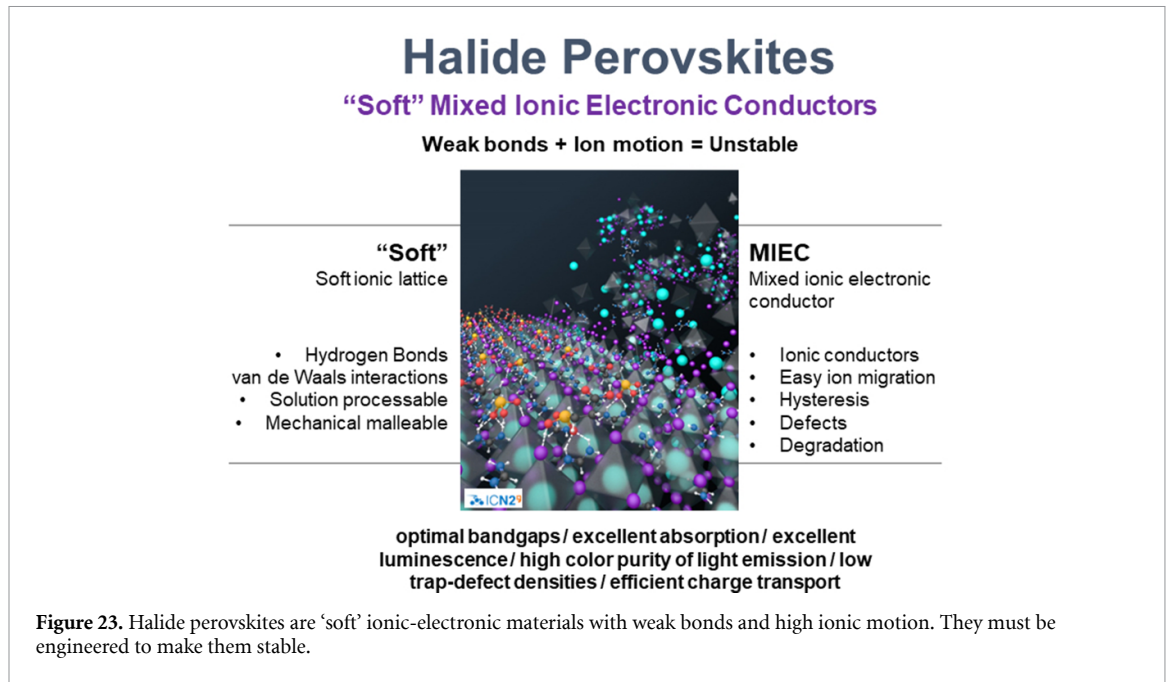 Halide Perovskites
“Soft” Mixed Ionic Electronic Conductors
Weak bonds + Ion motion = Unstable
“Soft”
Soft ionic lattice
• Hydrogen Bonds
van de Waals interactions
• Solution processable
• Mechanical malleable
MIEC
Mixed ionic electronic
conductor
• Ionic conductors
• Easy ion migration
• Hysteresis
• Defects
• Degradation
ICN29
optimal bandgaps / excellent absorption / excellent
luminescence / high color purity of light emission / low
trap-defect densities / efficient charge transport
Figure 23. Halide perovskites are ‘soft’ ionic-electronic materials with weak bonds and high ionic motion. They must be
engineered to make them stable.